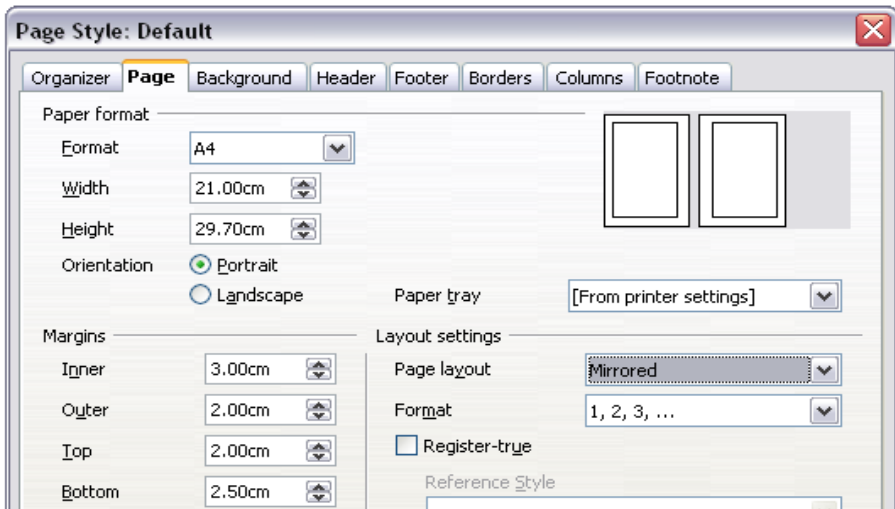 Page Style: Default
Organizer Page Background Header Footer Borders Columns Footnote
Paper format
Format A4
Width 21.00cm
Height 29.70cm
Orientation Portrait
Landscape Paper tray [From printer settings]
Margins Layout settings
Inner 3.00cm Page layout Mirrored
Outer 2.00cm Format 1, 2, 3, ...
Top 2.00cm Register-true
Bottom 2.50cm Reference Style